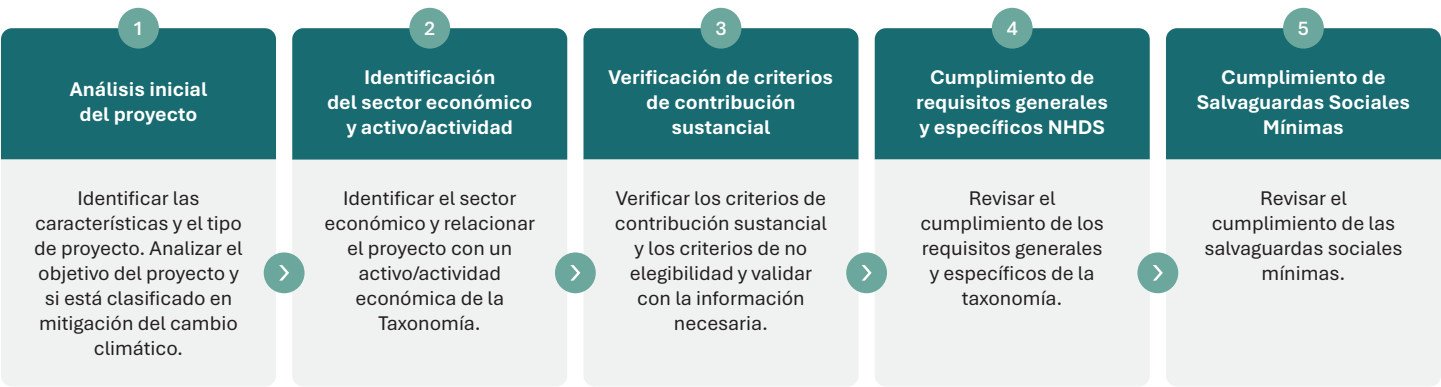 1
Análisis inicial
del proyecto
Identificar las
características y el tipo
de proyecto. Analizar el
objetivo del proyecto y
si está clasificado en
mitigación del cambio
climático.
2
Identificación
del sector económico
y activo/actividad
Identificar el sector
económico y relacionar
el proyecto con un
activo/actividad
económica de la
Taxonomía.
3
Verificación de criterios
de contribución
sustancial
Verificar los criterios de
contribución sustancial
y los criterios de no
elegibilidad y validar
con la información
necesaria.
4
Cumplimiento de
requisitos generales
y específicos NHDS
Revisar el
cumplimiento de los
requisitos generales
y específicos de la
taxonomía.
5
Cumplimiento de
Salvaguardas Sociales
Mínimas
Revisar el
cumplimiento de las
salvaguardas sociales
mínimas.